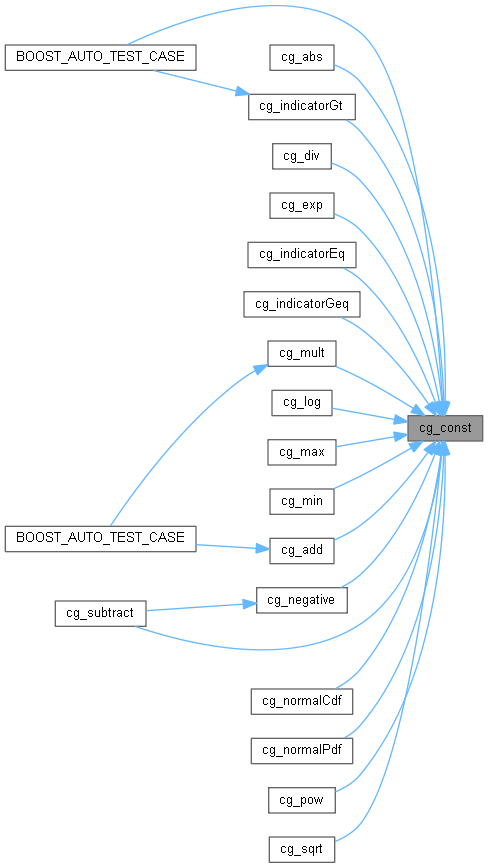 BOOST_AUTO_TEST_CASE
cg_abs
cg_indicatorGt
cg_div
cg_exp
cg_indicatorEq
cg_indicatorGeq
cg_mult
cg_log
cg_const
cg_max
cg_min
BOOST_AUTO_TEST_CASE
cg_add
cg_negative
cg_subtract
cg_normalCdf
cg_normalPdf
cg_pow
cg_sqrt